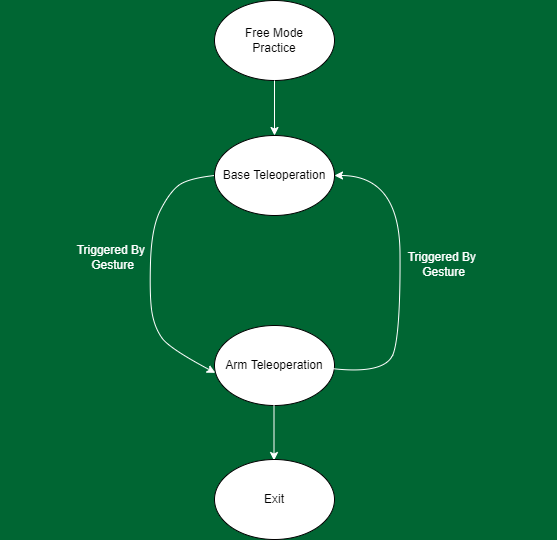 Free Mode
Practice
Base Teleoperation
Triggered By
Gesture
Triggered By
Gesture
Arm Teleoperation
Exit